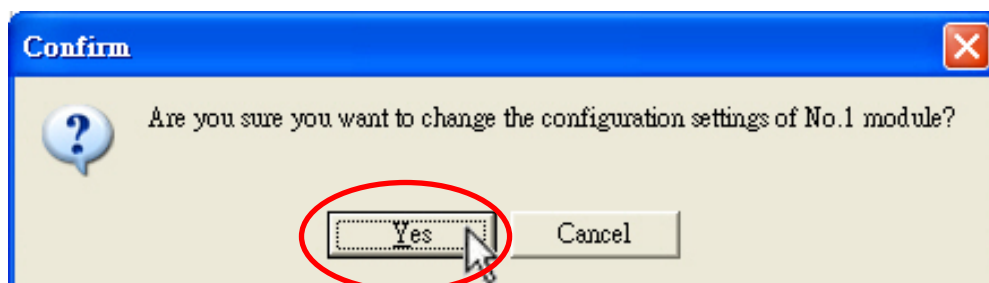 Confirm
Are you sure you want to change the configuration settings of No.1 module?
Yes
Cancel